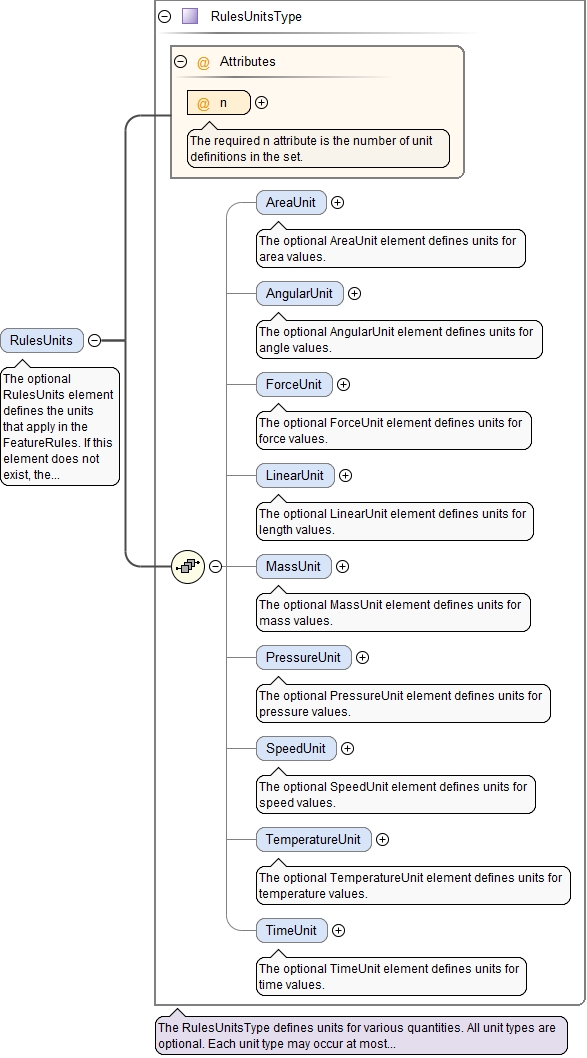 RulesUnitsType
@ Attributes
@ n
The required n attribute is the number of unit
definitions in the set.
AreaUnit
The optional AreaUnit element defines units for
area values.
AngularUnit
The optional AngularUnit element defines units for
angle values.
RulesUnits
The optional
RulesUnits element
defines the units
that apply in the
FeatureRules. If this
element does not
exist, the...
ForceUnit
The optional ForceUnit element defines units for
force values.
LinearUnit
The optional LinearUnit element defines units for
length values.
MassUnit
The optional MassUnit element defines units for
mass values.
PressureUnit
The optional PressureUnit element defines units for
pressure values.
SpeedUnit
The optional SpeedUnit element defines units for
speed values.
TemperatureUnit
The optional TemperatureUnit element defines units for
temperature values.
TimeUnit
The optional TimeUnit element defines units for
time values.
The RulesUnitsType defines units for various quantities. All unit types are
optional. Each unit type may occur at most...